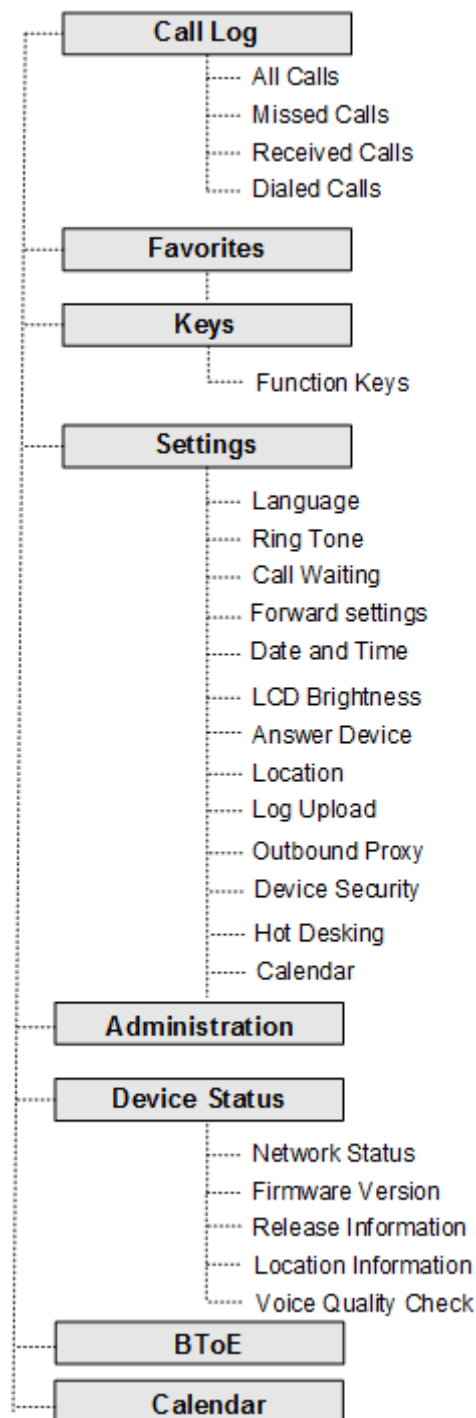 Call Log
All Calls
Missed Calls
Received Calls
Dialed Calls
Favorites
Keys
Function Keys
Settings
Language
Ring Tone
Call Waiting
Forward settings
Date and Time
LCD Brightness
Answer Device
Location
Log Upload
Outbound Proxy
Device Security
Hot Desking
Calendar
Administration
Device Status
Network Status
Firmware Version
Release Information
Location Information
Voice Quality Check
BToE
Calendar